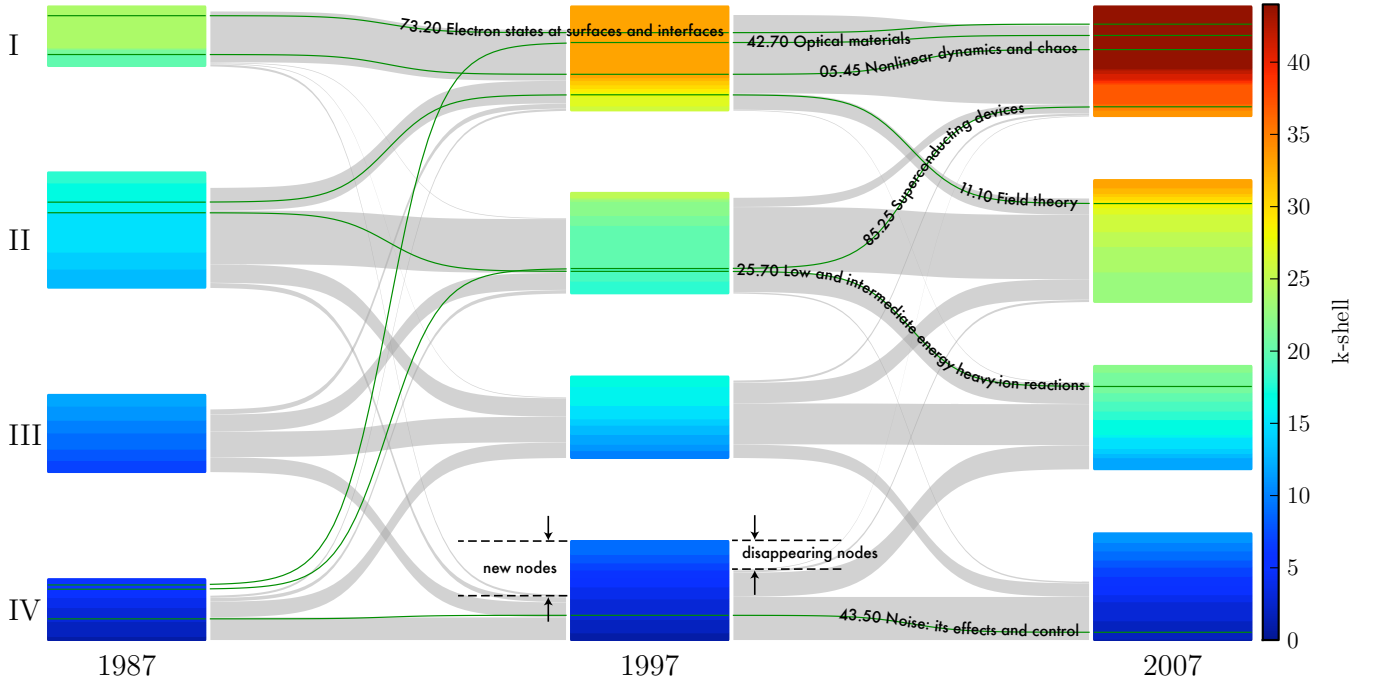 I
II
III
IV
73.20 Electron states at surfaces and interfaces
42.70 Optical materials
05.45 Nonlinear dynamics and chaos
85.25 Superconducting devices
11.10 Field theory
25.70 Low and intermediate energy heavy-ion reactions
new nodes
disappearing nodes
43.50 Noise: its effects and control
1987
1997
2007
40
35
30
25
20
15
10
5
0
k-shell